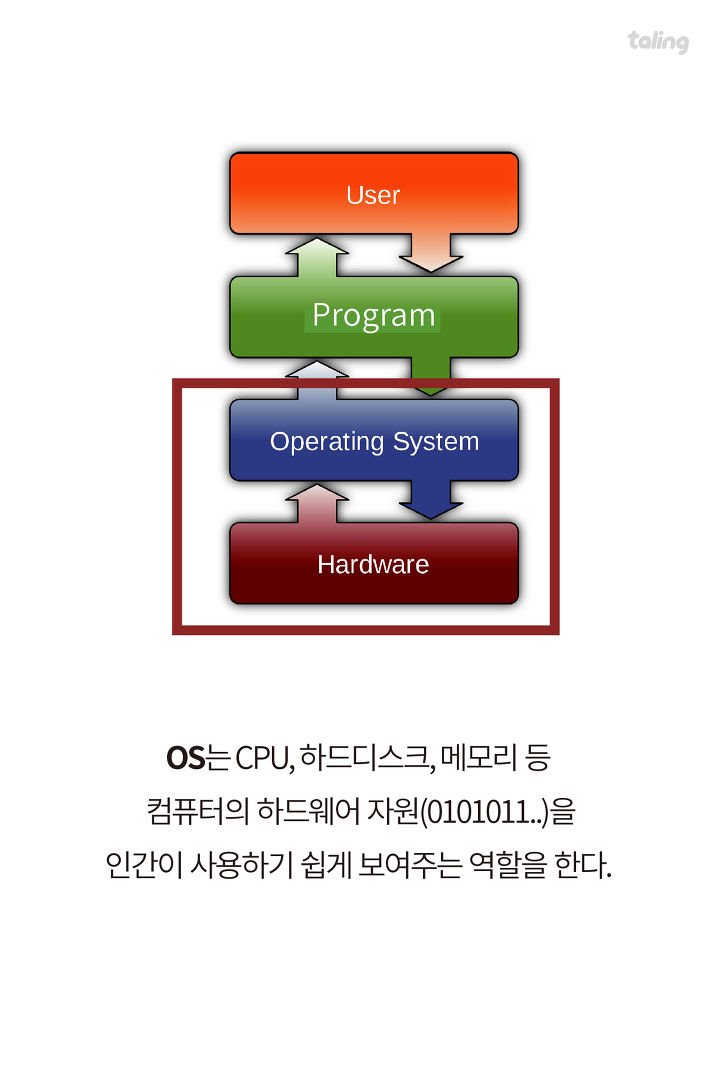 taling
User
Program
Operating System
Hardware
OS는 CPU, 하드디스크, 메모리 등
컴퓨터의 하드웨어 자원(0101011..)을
인간이 사용하기 쉽게 보여주는 역할을 한다.